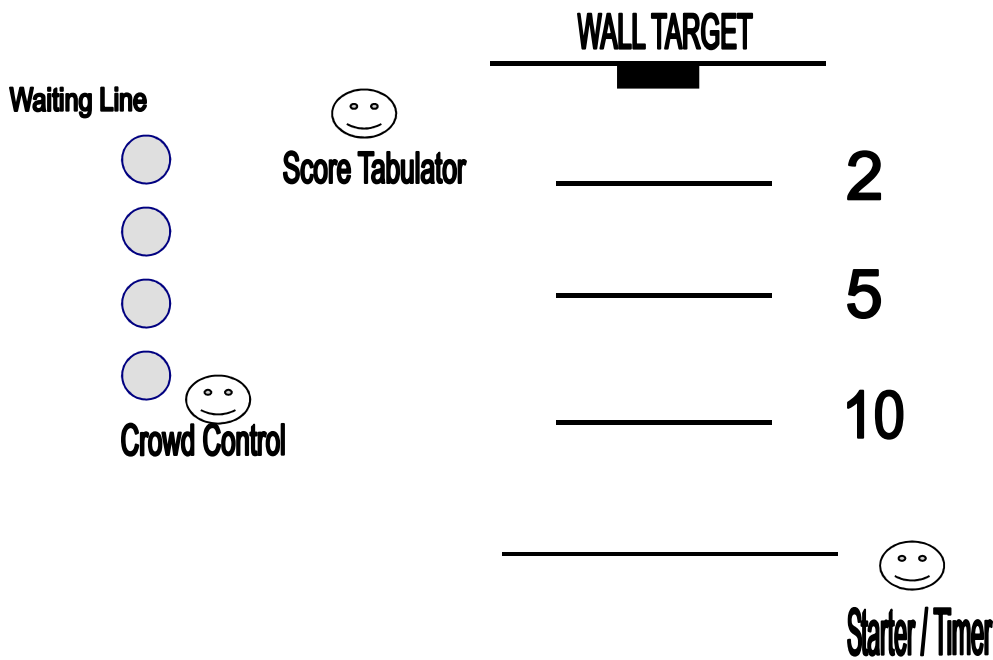 WALL TARGET
Waiting Line
Score Tabulator
2
5
10
Crowd Control
Starter / Timer